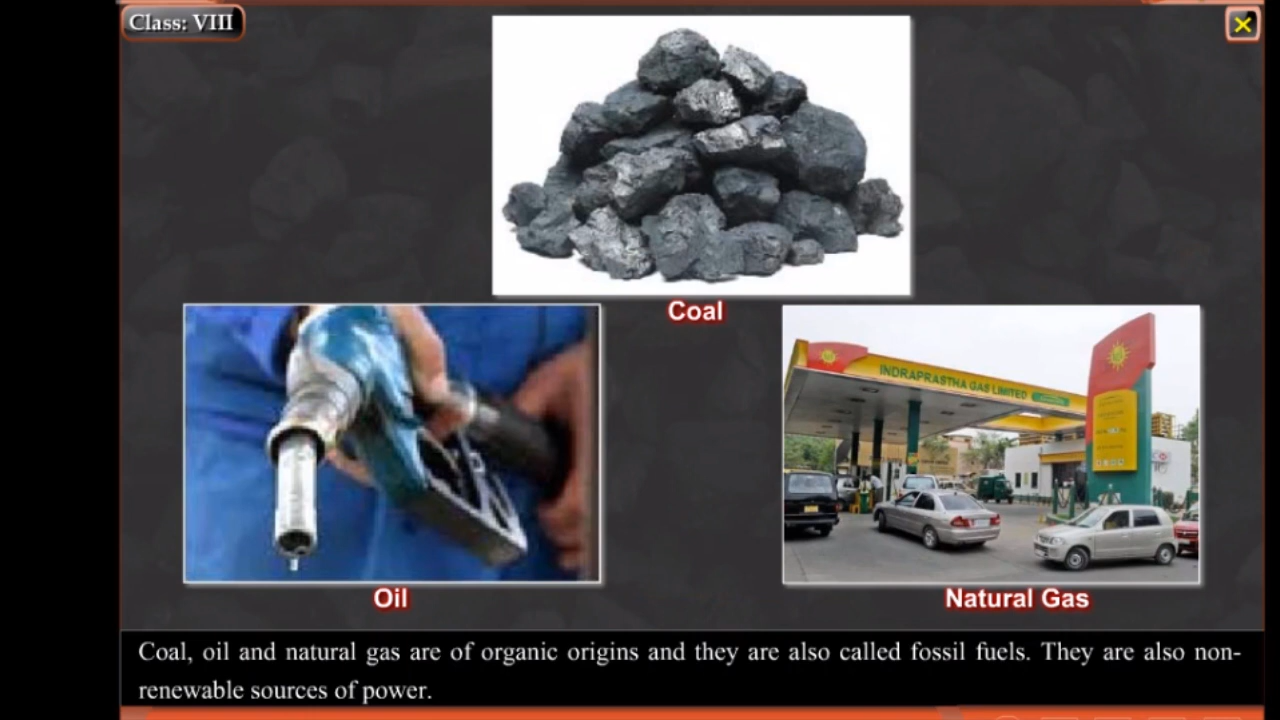 Class: VIII
Coal
INDRAPRASTHA GAS LIMITED
Oil
Natural Gas
Coal, oil and natural gas are of organic origins and they are also called fossil fuels. They are also non-
renewable sources of power.